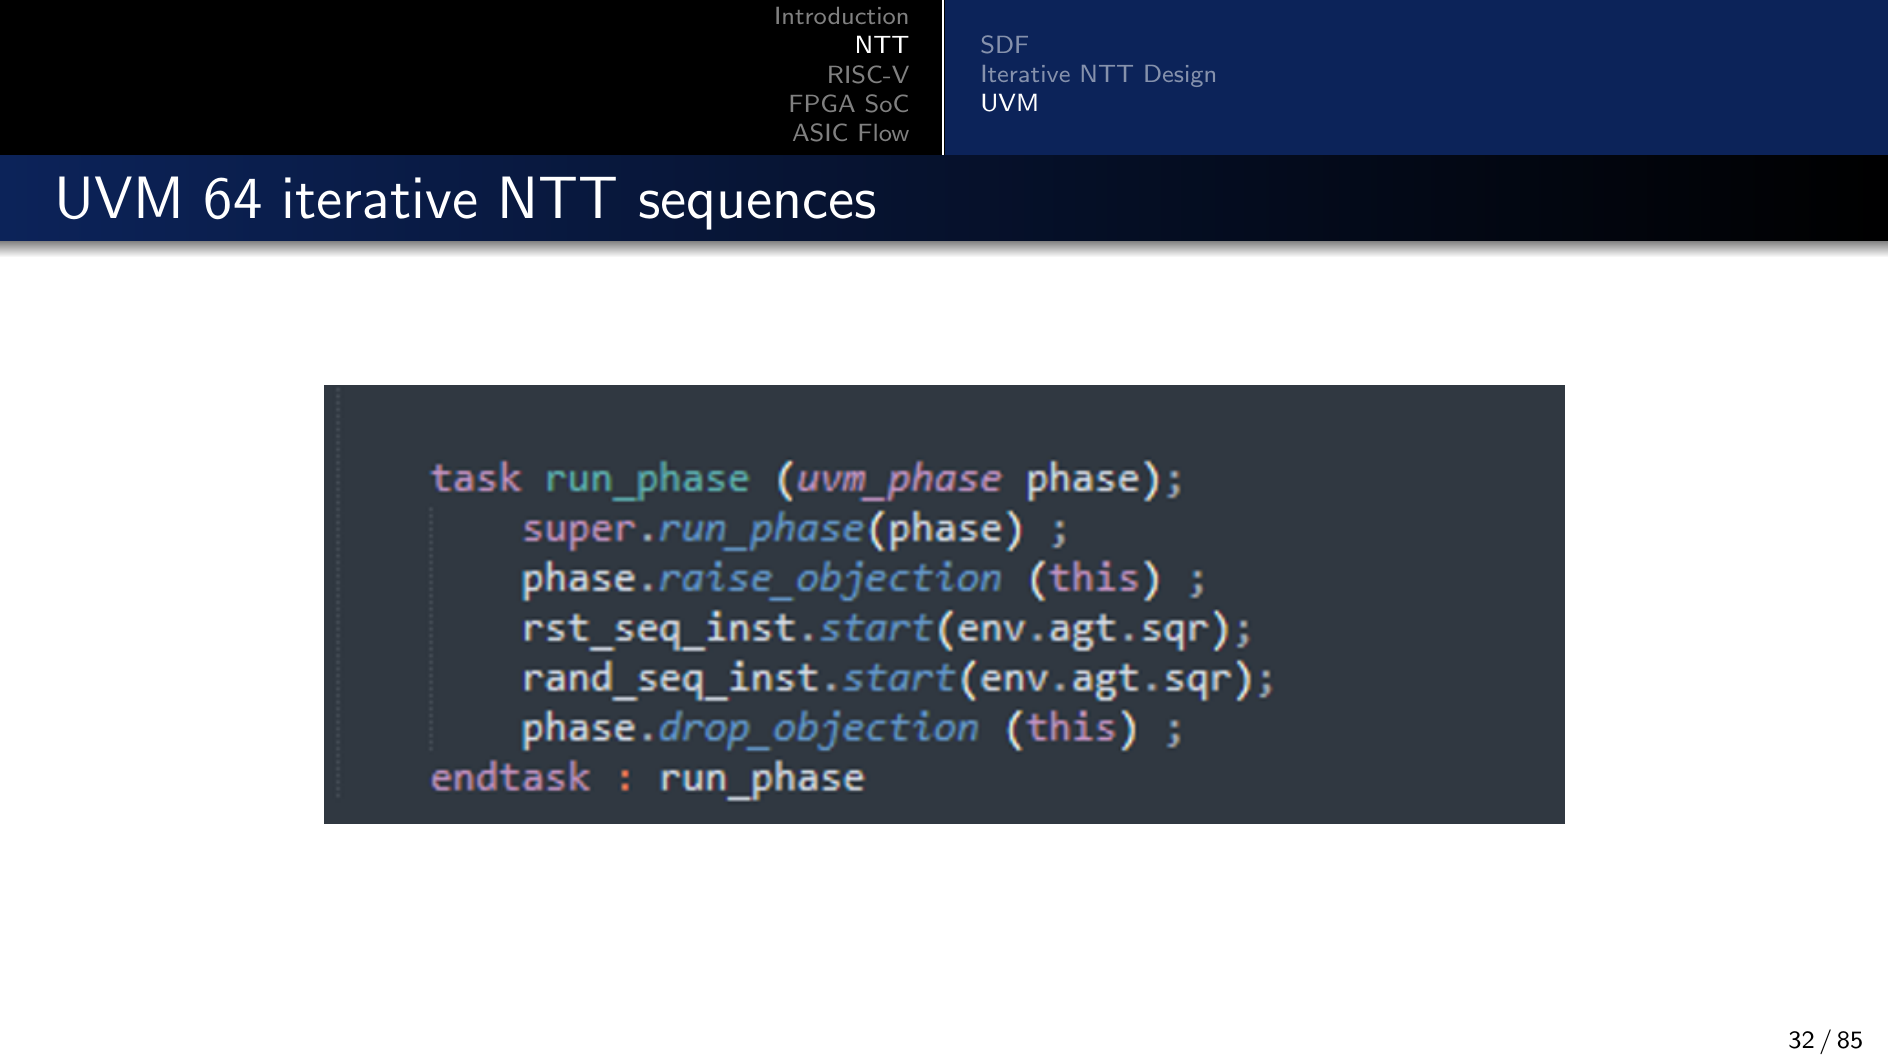 Introduction
NTT
RISC-V
FPGA SoC
ASIC Flow
SDF
Iterative NTT Design
UVM
UVM 64 iterative NTT sequences
task run_phase (uvm_phase phase);
super.run_phase(phase) ;
phase.raise_objection (this) ;
rst_seq_inst.start(env.agt.sqr);
rand_seq_inst.start(env.agt.sqr);
phase.drop_objection (this) ;
endtask : run_phase
32 / 85